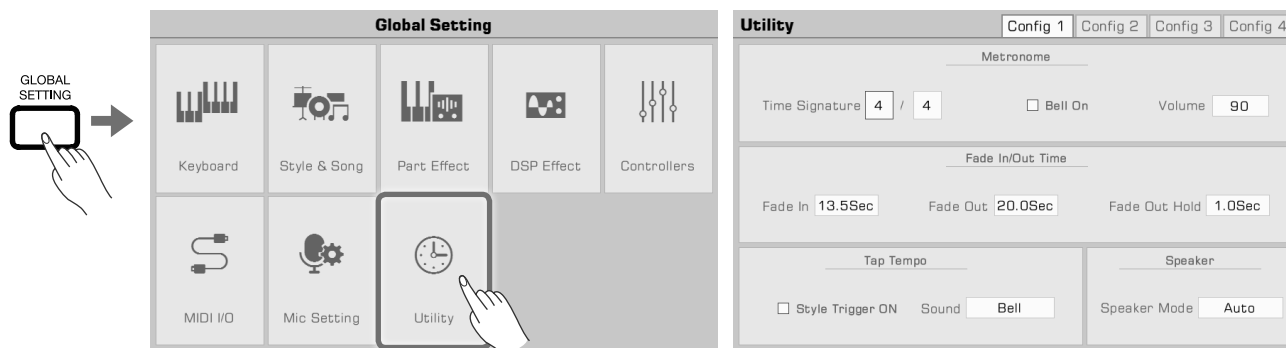 GLOBAL
SETTING
Global Setting
Keyboard
Style & Song
Part Effect
DSP Effect
Controllers
MIDI I/O
Mic Setting
Utility
Utility
Config 1 Config 2 Config 3 Config 4
Metronome
Time Signature 4 / 4 Bell On Volume 90
Fade In/Out Time
Fade In 13.5Sec Fade Out 20.0Sec Fade Out Hold 1.0Sec
Tap Tempo
Style Trigger ON Sound Bell
Speaker
Speaker Mode Auto